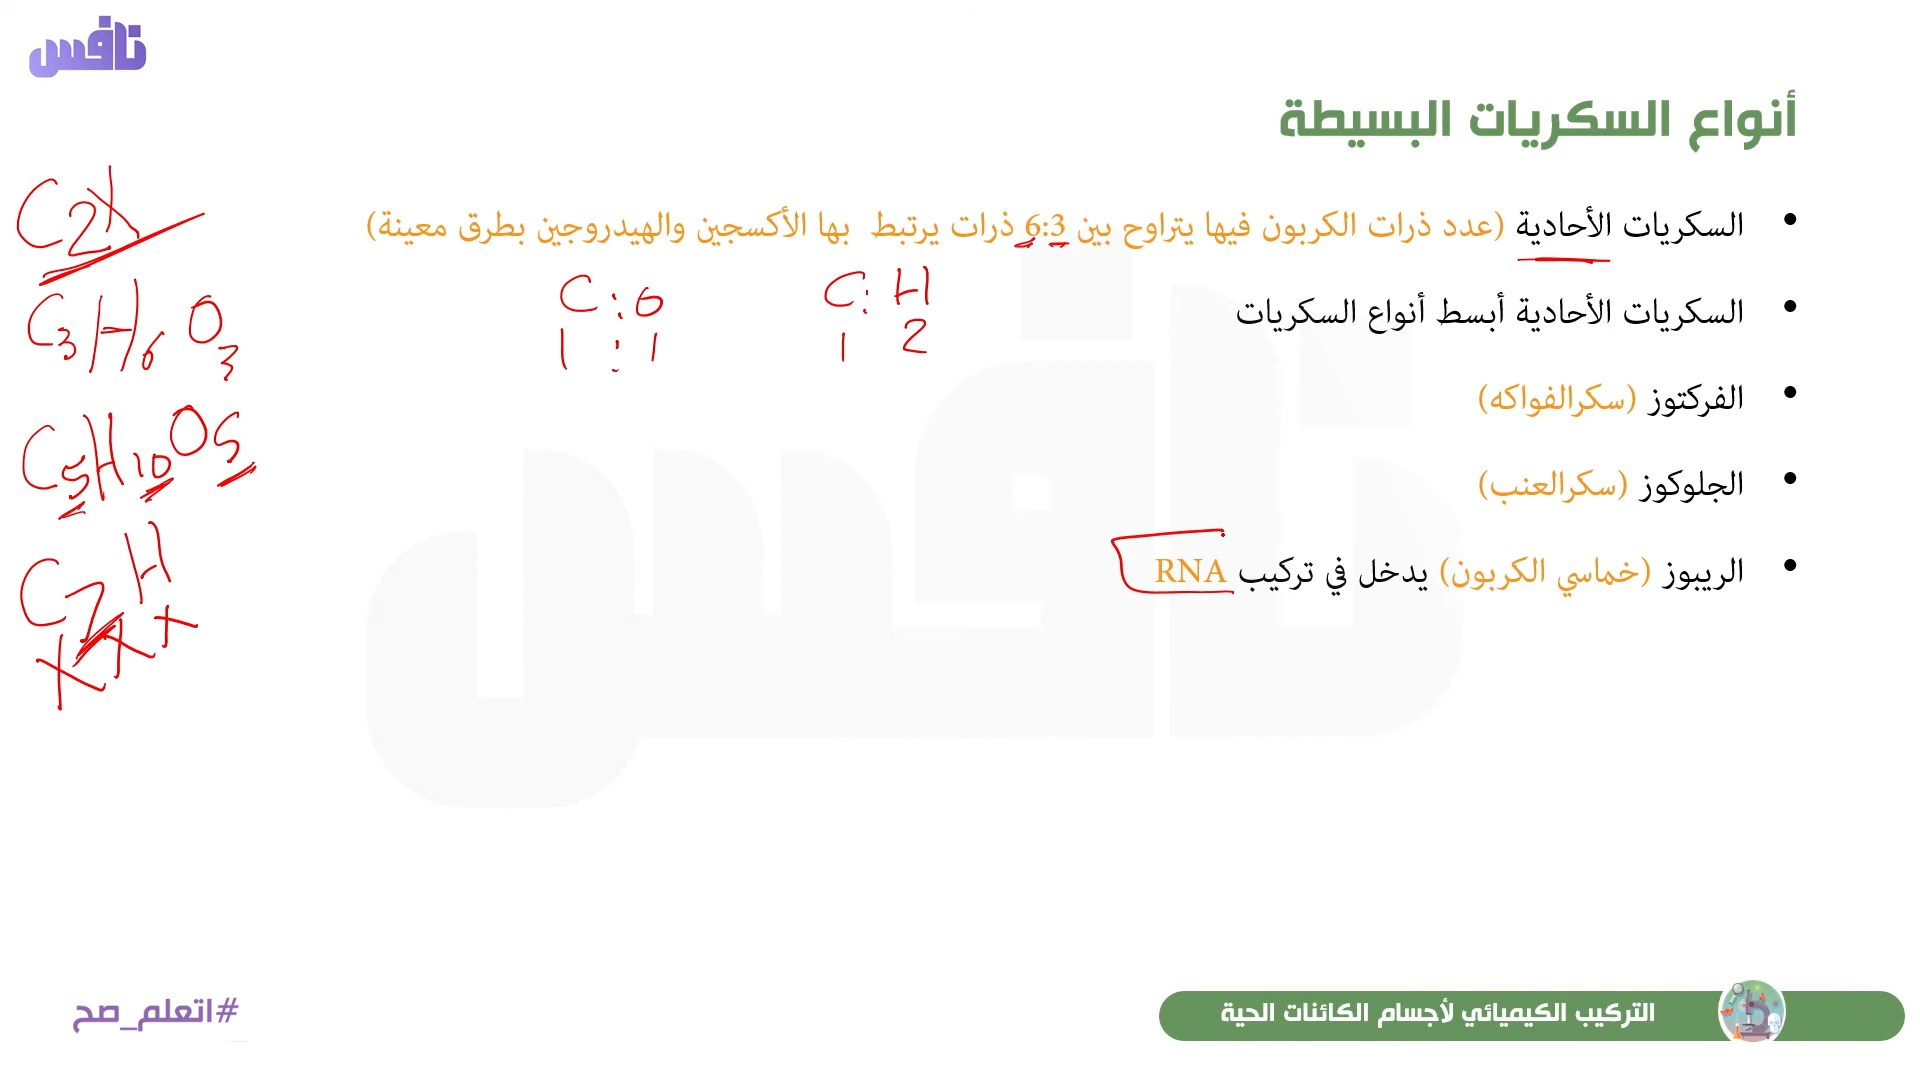 نافس
أنواع السكريات البسيطة
• السكريات الأحادية (عدد ذرات الكربون فيها يتراوح بين 6:3 ذرات يرتبط بها الأكسجين والهيدروجين بطرق معينة)
• السكريات الأحادية أبسط أنواع السكريات
• الفركتوز (سكرالفواكه)
• الجلوكوز (سكرالعنب)
• الريبوز (خماسي الكربون) يدخل في تركيب RNA
C : O
1 : 1
C : H
1 2
C2
C3H6O3
C5H10O5
C7H
#اتعلم_صح
التركيب الكيميائي لأجسام الكائنات الحية